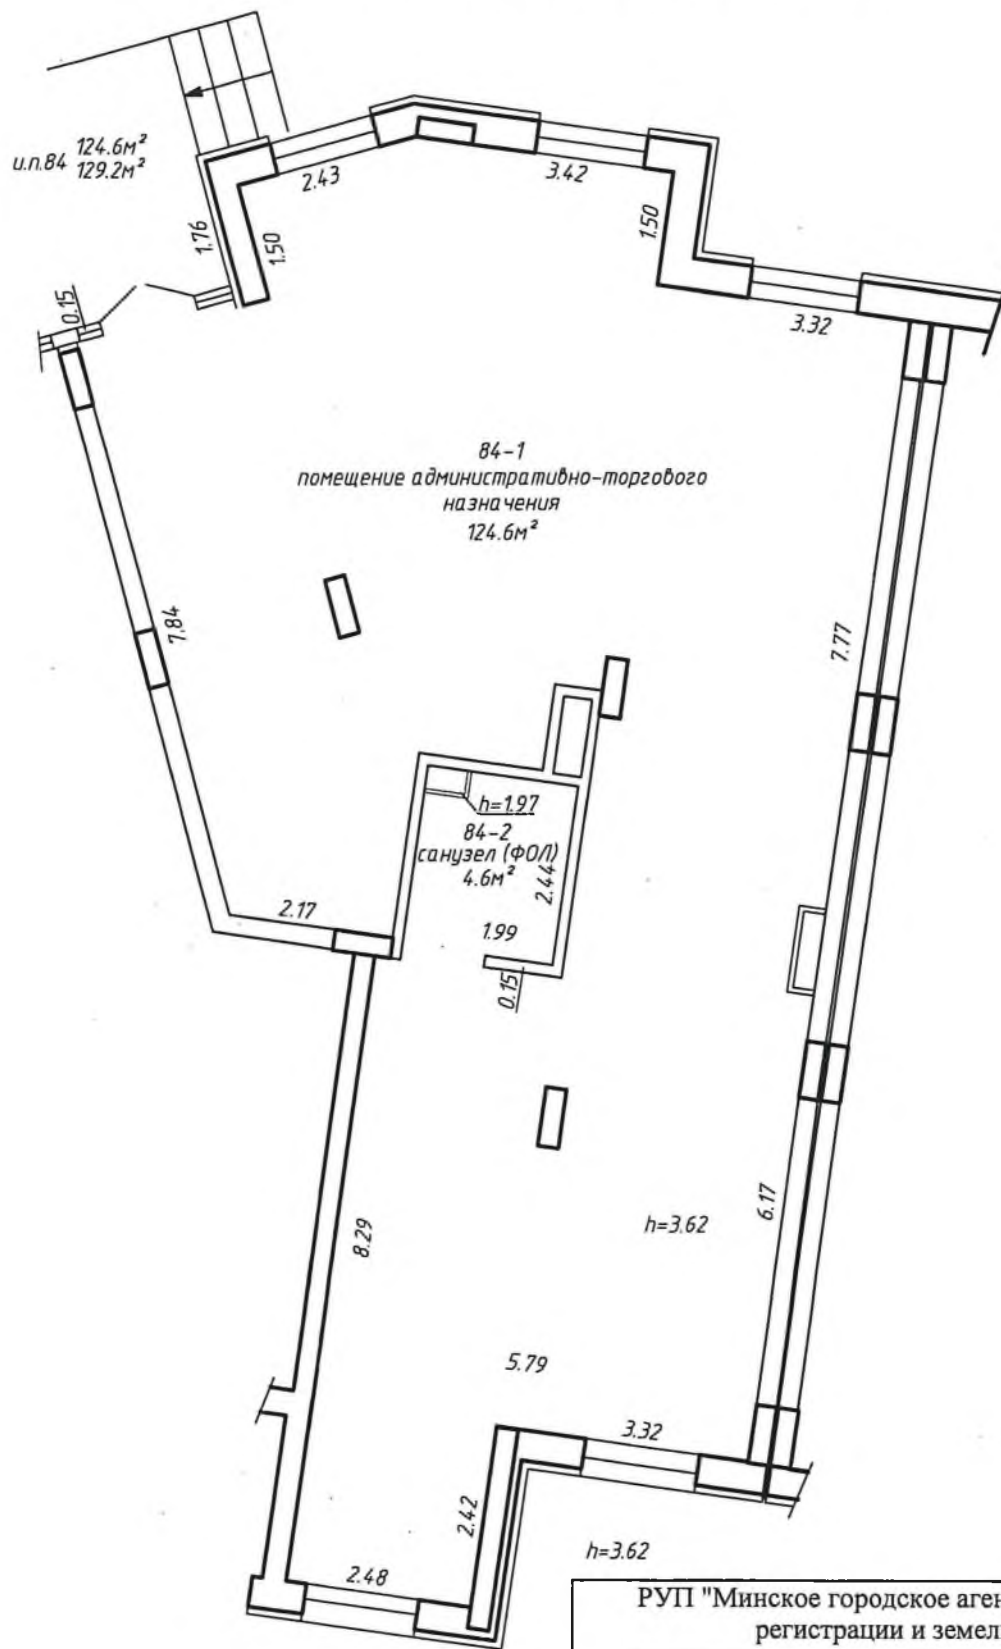 124.6м²
и.п.84 129.2м²
2.43
3.42
1.76
1.50
1.50
0.15
3.32
84-1
помещение административно-торгового
назначения
124.6м²
7.84
7.77
h=1.97
84-2
санузел (ФОЛ)
4.6м²
2.44
2.17
1.99
0.15
8.29
6.17
h=3.62
5.79
3.32
2.42
h=3.62
2.48
РУП "Минское городское
регистрации и